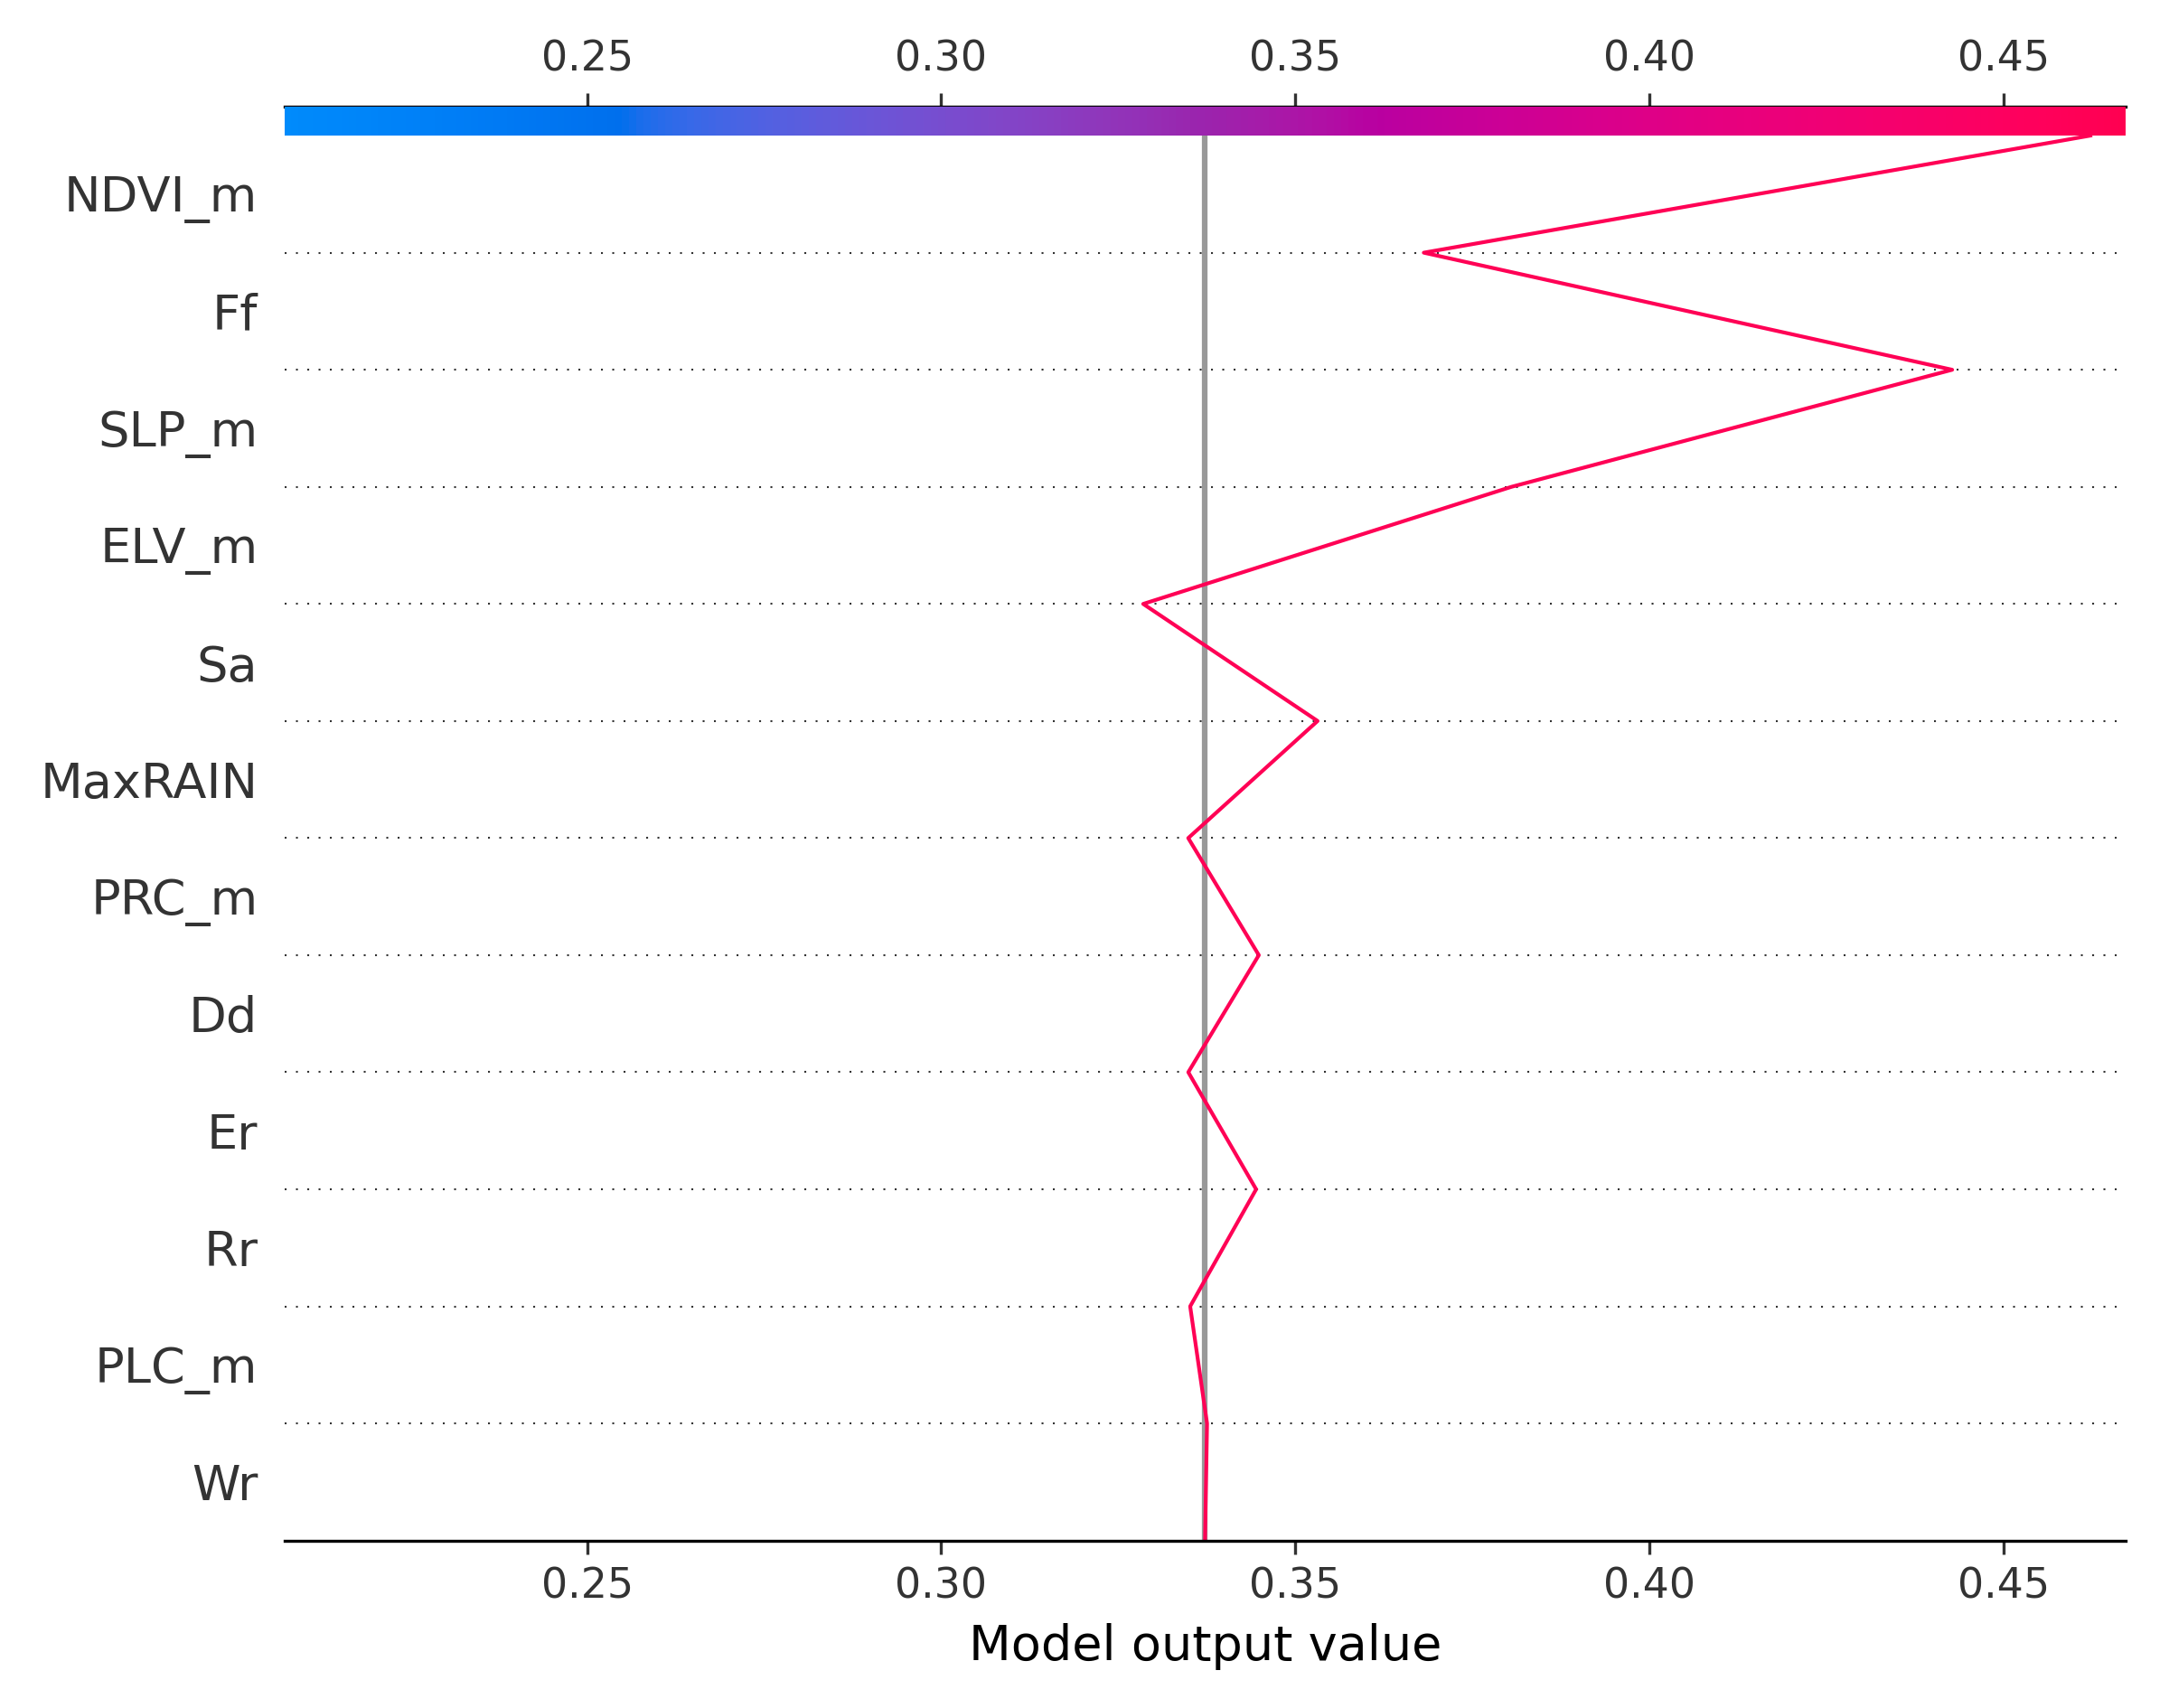 0.25 0.30 0.35 0.40 0.45
NDVI_m
Ff
SLP_m
ELV_m
Sa
MaxRAIN
PRC_m
Dd
Er
Rr
PLC_m
Wr
0.25 0.30 0.35 0.40 0.45
Model output value